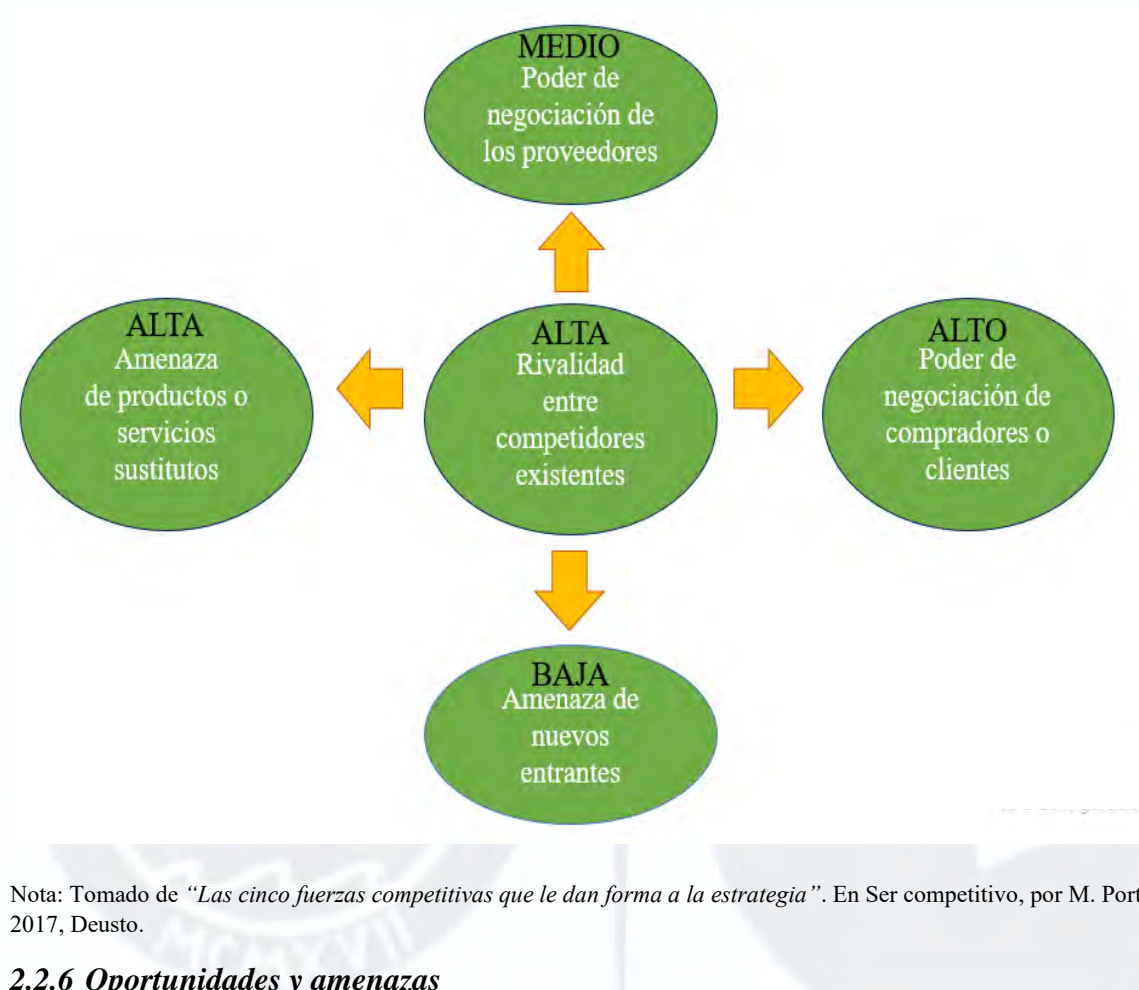 MEDIO
Poder de
negociación de
los proveedores
ALTA
Amenaza
de productos o
servicios
sustitutos
ALTA
Rivalidad
entre
competidores
existentes
ALTO
Poder de
negociación de
compradores o
clientes
BAJA
Amenaza de
nuevos
entrantes
Nota: Tomado de “Las cinco fuerzas competitivas que le dan forma a la estrategia”. En Ser competitivo, por M. Port
2017, Deusto.
2.2.6 Oportunidades y amenazas
MCMXVII